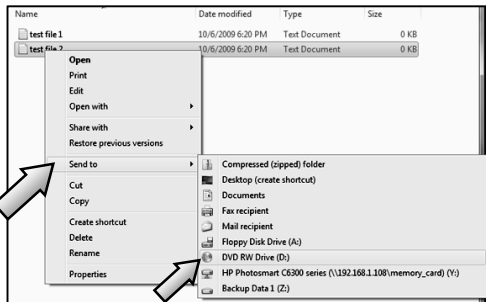 Name Date modified Type Size
test file 1 10/6/2009 6:20 PM Text Document 0 KB
test file 2 10/6/2009 6:20 PM Text Document 0 KB
Open
Print
Edit
Open with
Share with
Restore previous versions
Send to
Cut
Copy
Create shortcut
Delete
Rename
Properties
Compressed (zipped) folder
Desktop (create shortcut)
Documents
Fax recipient
Mail recipient
Floppy Disk Drive (A:)
DVD RW Drive (D:)
HP Photosmart C6300 series (\\192.168.1.108\memory_card) (Y:)
Backup Data 1 (Z:)